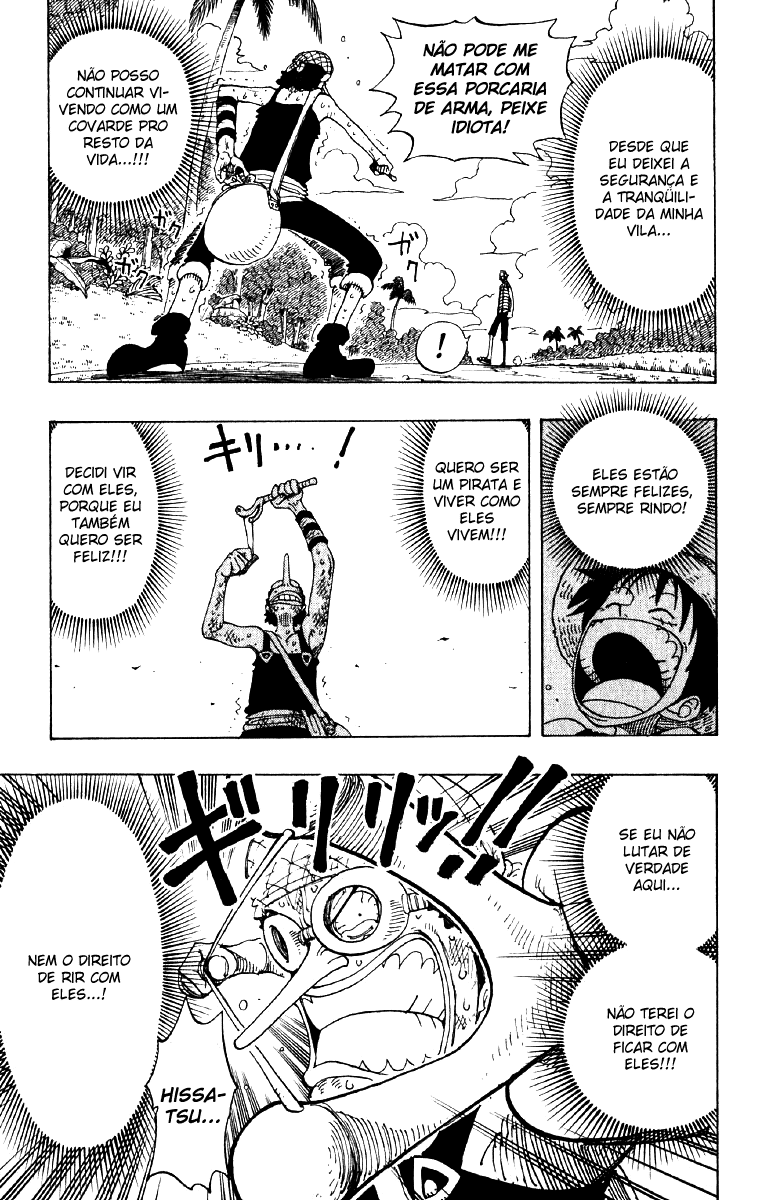 NÃO PODE ME
MATAR COM
ESSA PORCARIA
DE ARMA, PEIXE
IDIOTA!
DESDE QUE
EU DEIXEI A
SEGURANÇA E
A TRANQÜILI-
DADE DA MINHA
VILA...
NÃO POSSO
CONTINUAR VI-
VENDO COMO UM
COVARDE PRO
RESTO DA
VIDA...!!!
ガク
ガク
!
ELES ESTÃO
SEMPRE FELIZES,
SEMPRE RINDO!
QUERO SER
UM PIRATA E
VIVER COMO
ELES
VIVEM!!!
キリ....!
DECIDI VIR
COM ELES,
PORQUE EU
TAMBÉM
QUERO SER
FELIZ!!!
SE EU NÃO
LUTAR DE
VERDADE
AQUI...
NÃO TEREI O
DIREITO DE
FICAR COM
ELES!!!
ギリリッ..!!
NEM O DIREITO
DE RIR COM
ELES...!
HISSA-
TSU...